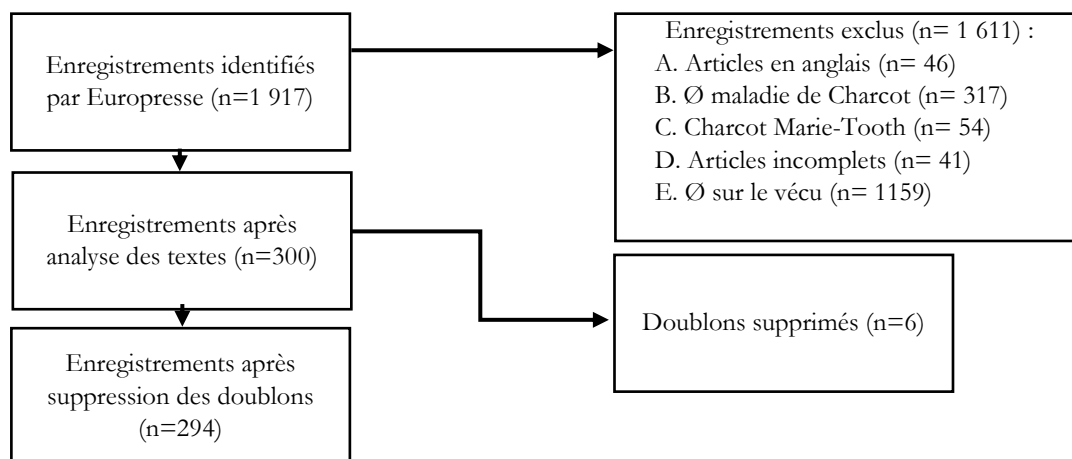 Enregistrements identifiés
par Europresse (n=1 917)
Enregistrements exclus (n= 1 611) :
A. Articles en anglais (n= 46)
B. Ø maladie de Charcot (n= 317)
C. Charcot Marie-Tooth (n= 54)
D. Articles incomplets (n= 41)
E. Ø sur le vécu (n= 1159)
Enregistrements après
analyse des textes (n=300)
Doublons supprimés (n=6)
Enregistrements après
suppression des doublons
(n=294)